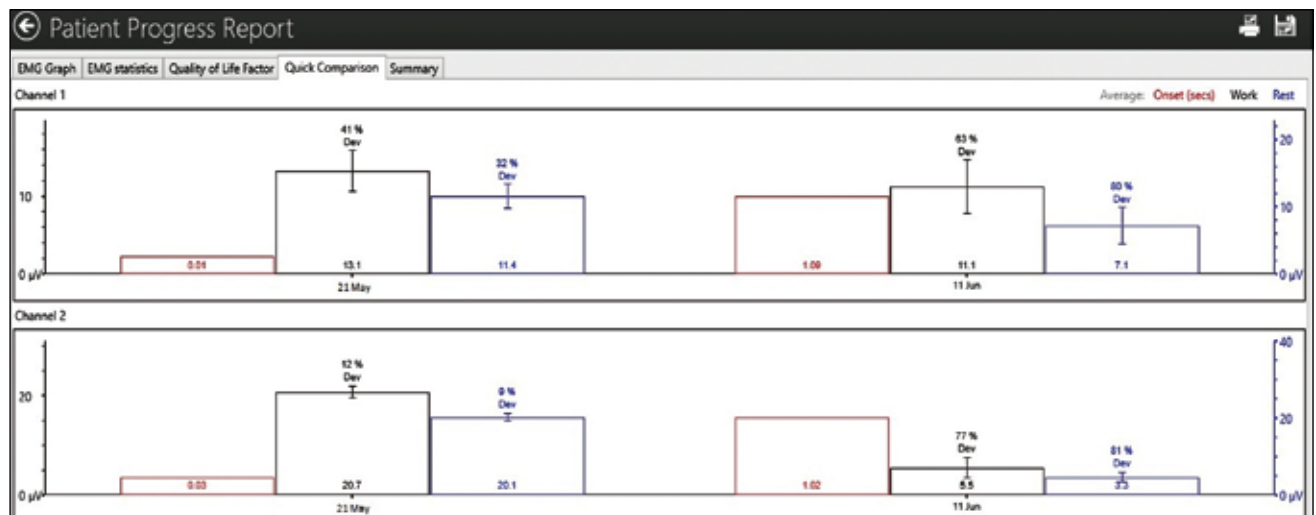 Patient Progress Report
EMG Graph EMG statistics Quality of Life Factor Quick Comparison Summary
Channel 1
Average: Onset (secs) Work Rest
41 %
Dev
32 %
Dev
63 %
Dev
80 %
Dev
20
10
10
0.01 13.1 11.4 1.09 11.1 7.1
0 µV 0 µV
21 May 11 Jun
Channel 2
40
12 %
Dev
9 %
Dev
20
20
77 %
Dev
81 %
Dev
0.03 20.7 20.1 1.02 5.5 3.3
0 µV 0 µV
21 May 11 Jun